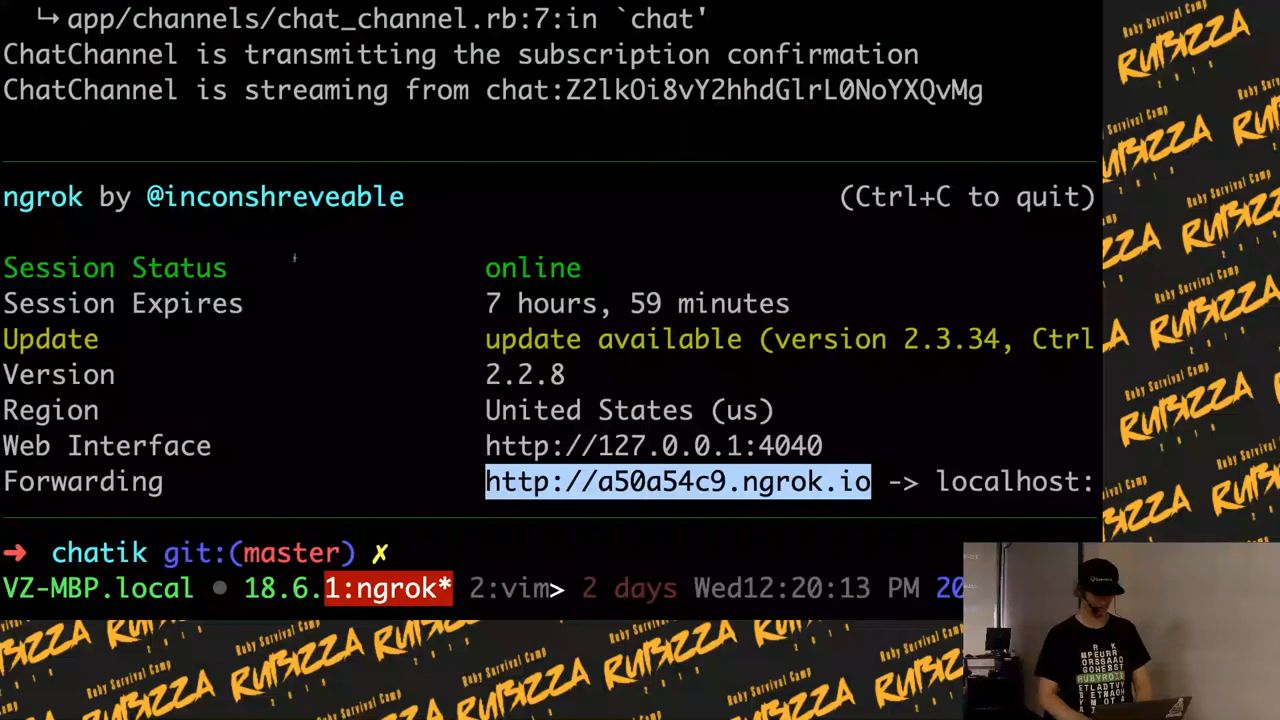 ↳ app/channels/chat_channel.rb:7:in `chat'
ChatChannel is transmitting the subscription confirmation
ChatChannel is streaming from chat:Z2lkOi8vY2hhdGlrL0NoYXQvMg
ngrok by @inconshreveable (Ctrl+C to quit)
Session Status online
Session Expires 7 hours, 59 minutes
Update update available (version 2.3.34, Ctrl
Version 2.2.8
Region United States (us)
Web Interface http://127.0.0.1:4040
Forwarding http://a50a54c9.ngrok.io -> localhost:
➜ chatik git:(master) ✗
VZ-MBP.local ● 18.6.1:ngrok* 2:vim> 2 days Wed12:20:13 PM 20
Ruby Survival Camp
RUBIZZA
2019